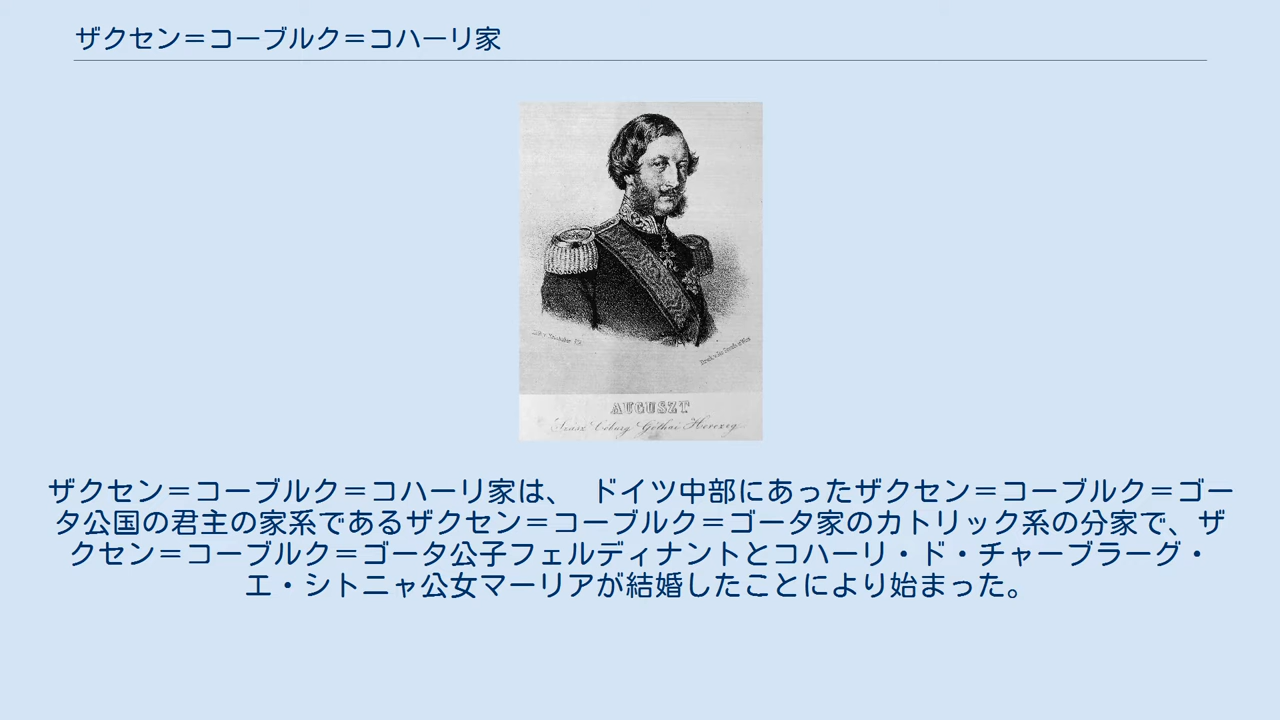 ザクセン＝コーブルク＝コハーリ家
AUGUSZT
Szász Coburg Gothai Herczeg
ザクセン＝コーブルク＝コハーリ家は、 ドイツ中部にあったザクセン＝コーブルク＝ゴー
タ公国の君主の家系であるザクセン＝コーブルク＝ゴータ家のカトリック系の分家で、ザ
クセン＝コーブルク＝ゴータ公子フェルディナントとコハーリ・ド・チャーブラーグ・
エ・シトニャ公女マーリアが結婚したことにより始まった。